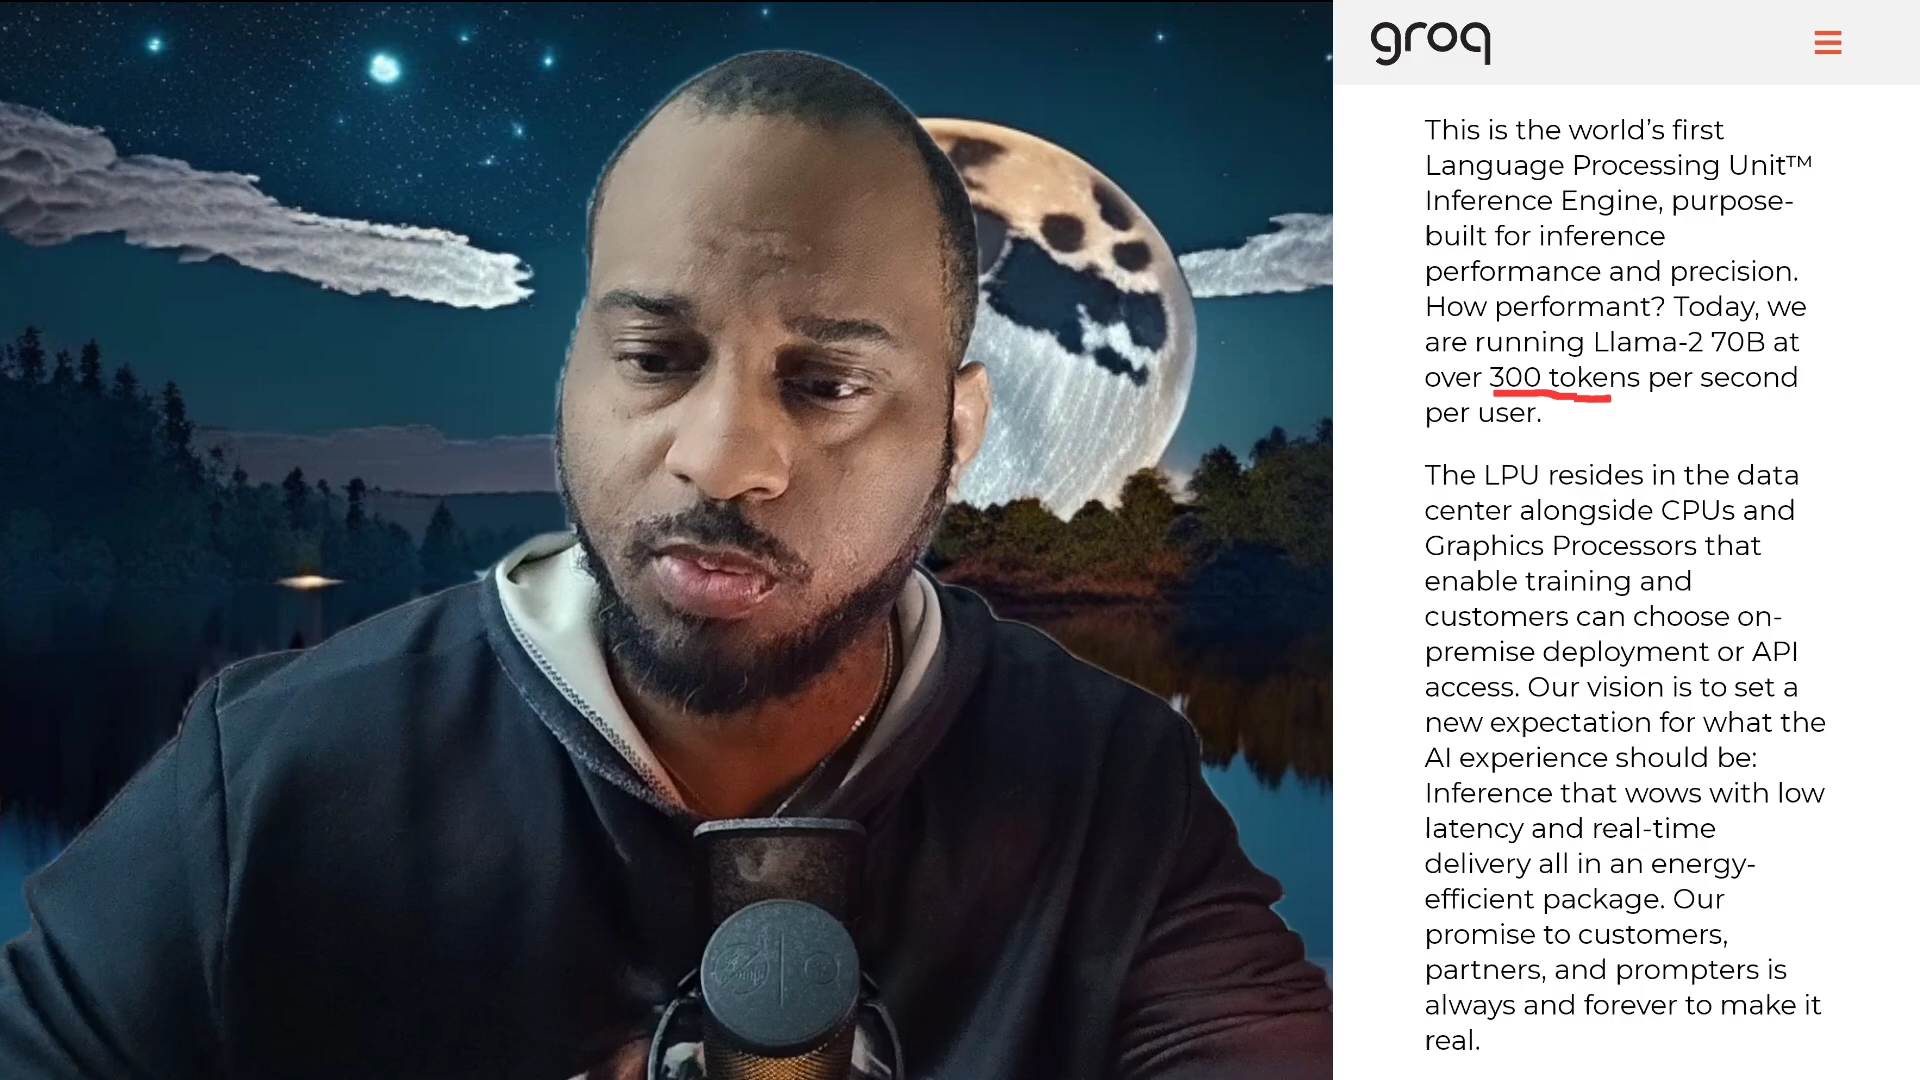 groq
This is the world's first
Language Processing Unit™
Inference Engine, purpose-
built for inference
performance and precision.
How performant? Today, we
are running Llama-2 70B at
over 300 tokens per second
per user.
The LPU resides in the data
center alongside CPUs and
Graphics Processors that
enable training and
customers can choose on-
premise deployment or API
access. Our vision is to set a
new expectation for what the
AI experience should be:
Inference that wows with low
latency and real-time
delivery all in an energy-
efficient package. Our
promise to customers,
partners, and prompters is
always and forever to make it
real.